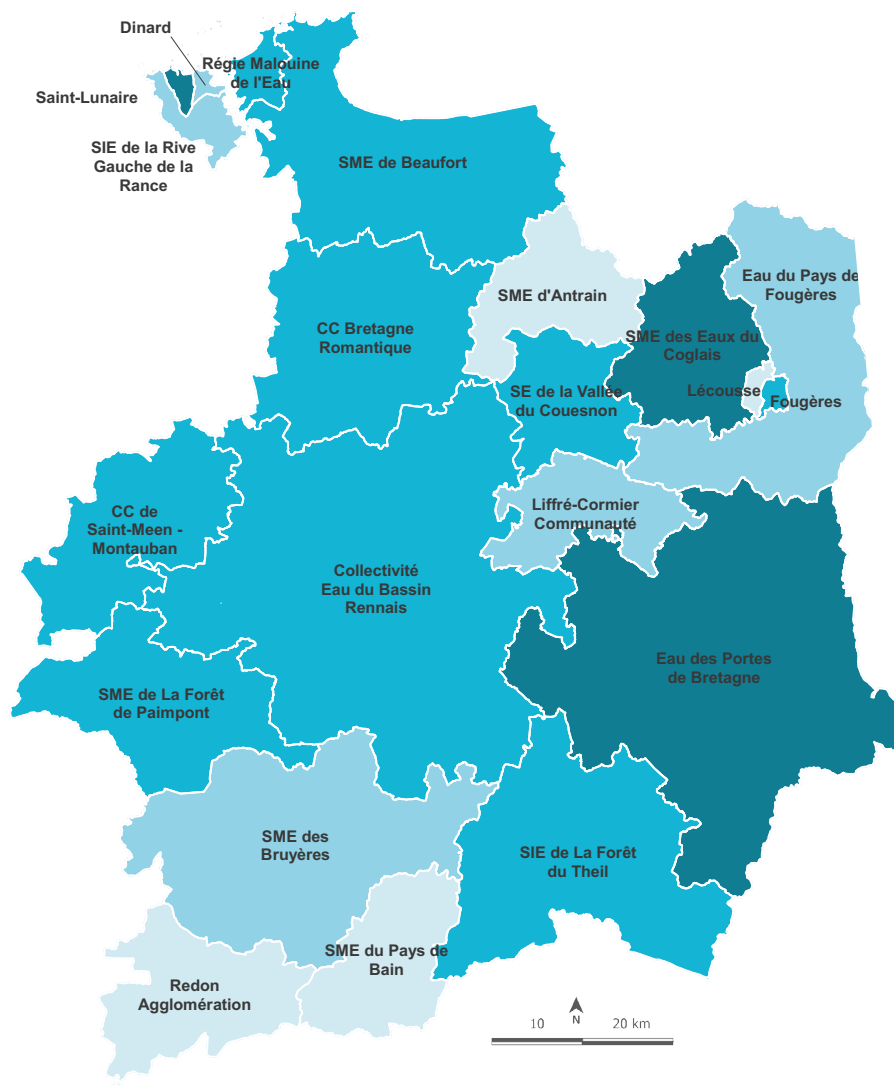 Dinard
Régie Malouine
de l'Eau
Saint-Lunaire
SIE de la Rive
Gauche de la
Rance
SME de Beaufort
Eau du Pays de
Fougères
SME d'Antrain
CC Bretagne
Romantique
SME des Eaux du
Coglais
SE de la Vallée
du Couesnon
Lécousse
Fougères
CC de
Saint-Meen -
Montauban
Liffré-Cormier
Communauté
Collectivité
Eau du Bassin
Rennais
Eau des Portes
de Bretagne
SME de La Forêt
de Paimpont
SME des
Bruyères
SIE de La Forêt
du Theil
SME du Pays de
Bain
Redon
Agglomération
N
10 20 km